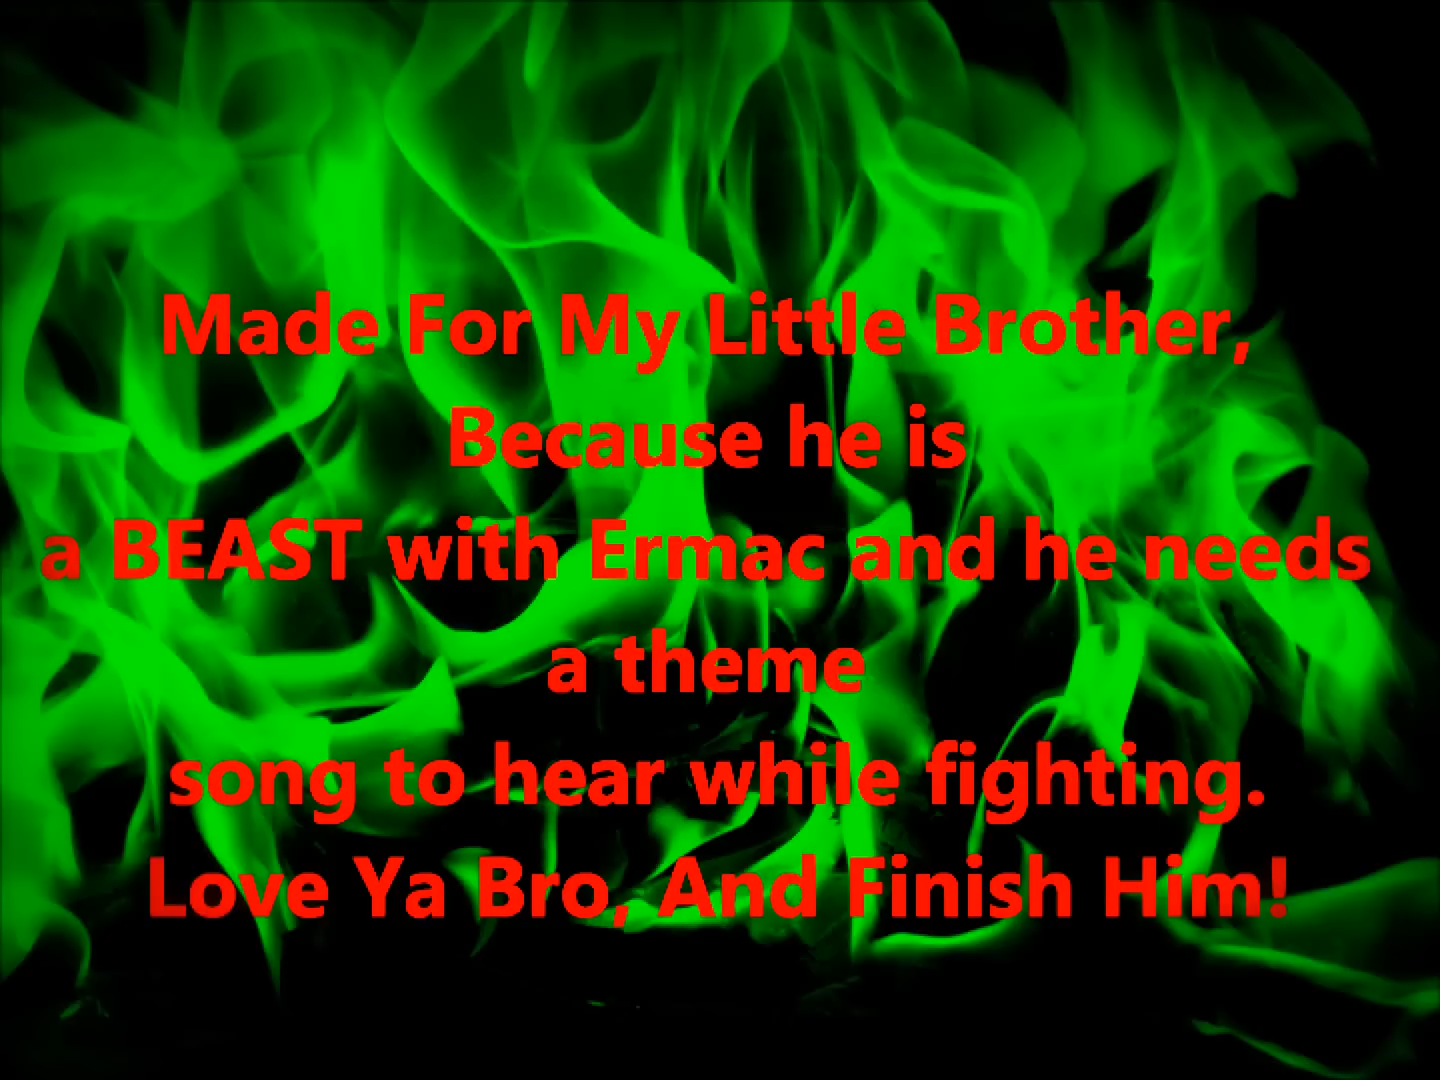 Made For My Little Brother,
Because he is
a BEAST with Ermac and he needs
a theme
song to hear while fighting.
Love Ya Bro, And Finish Him!